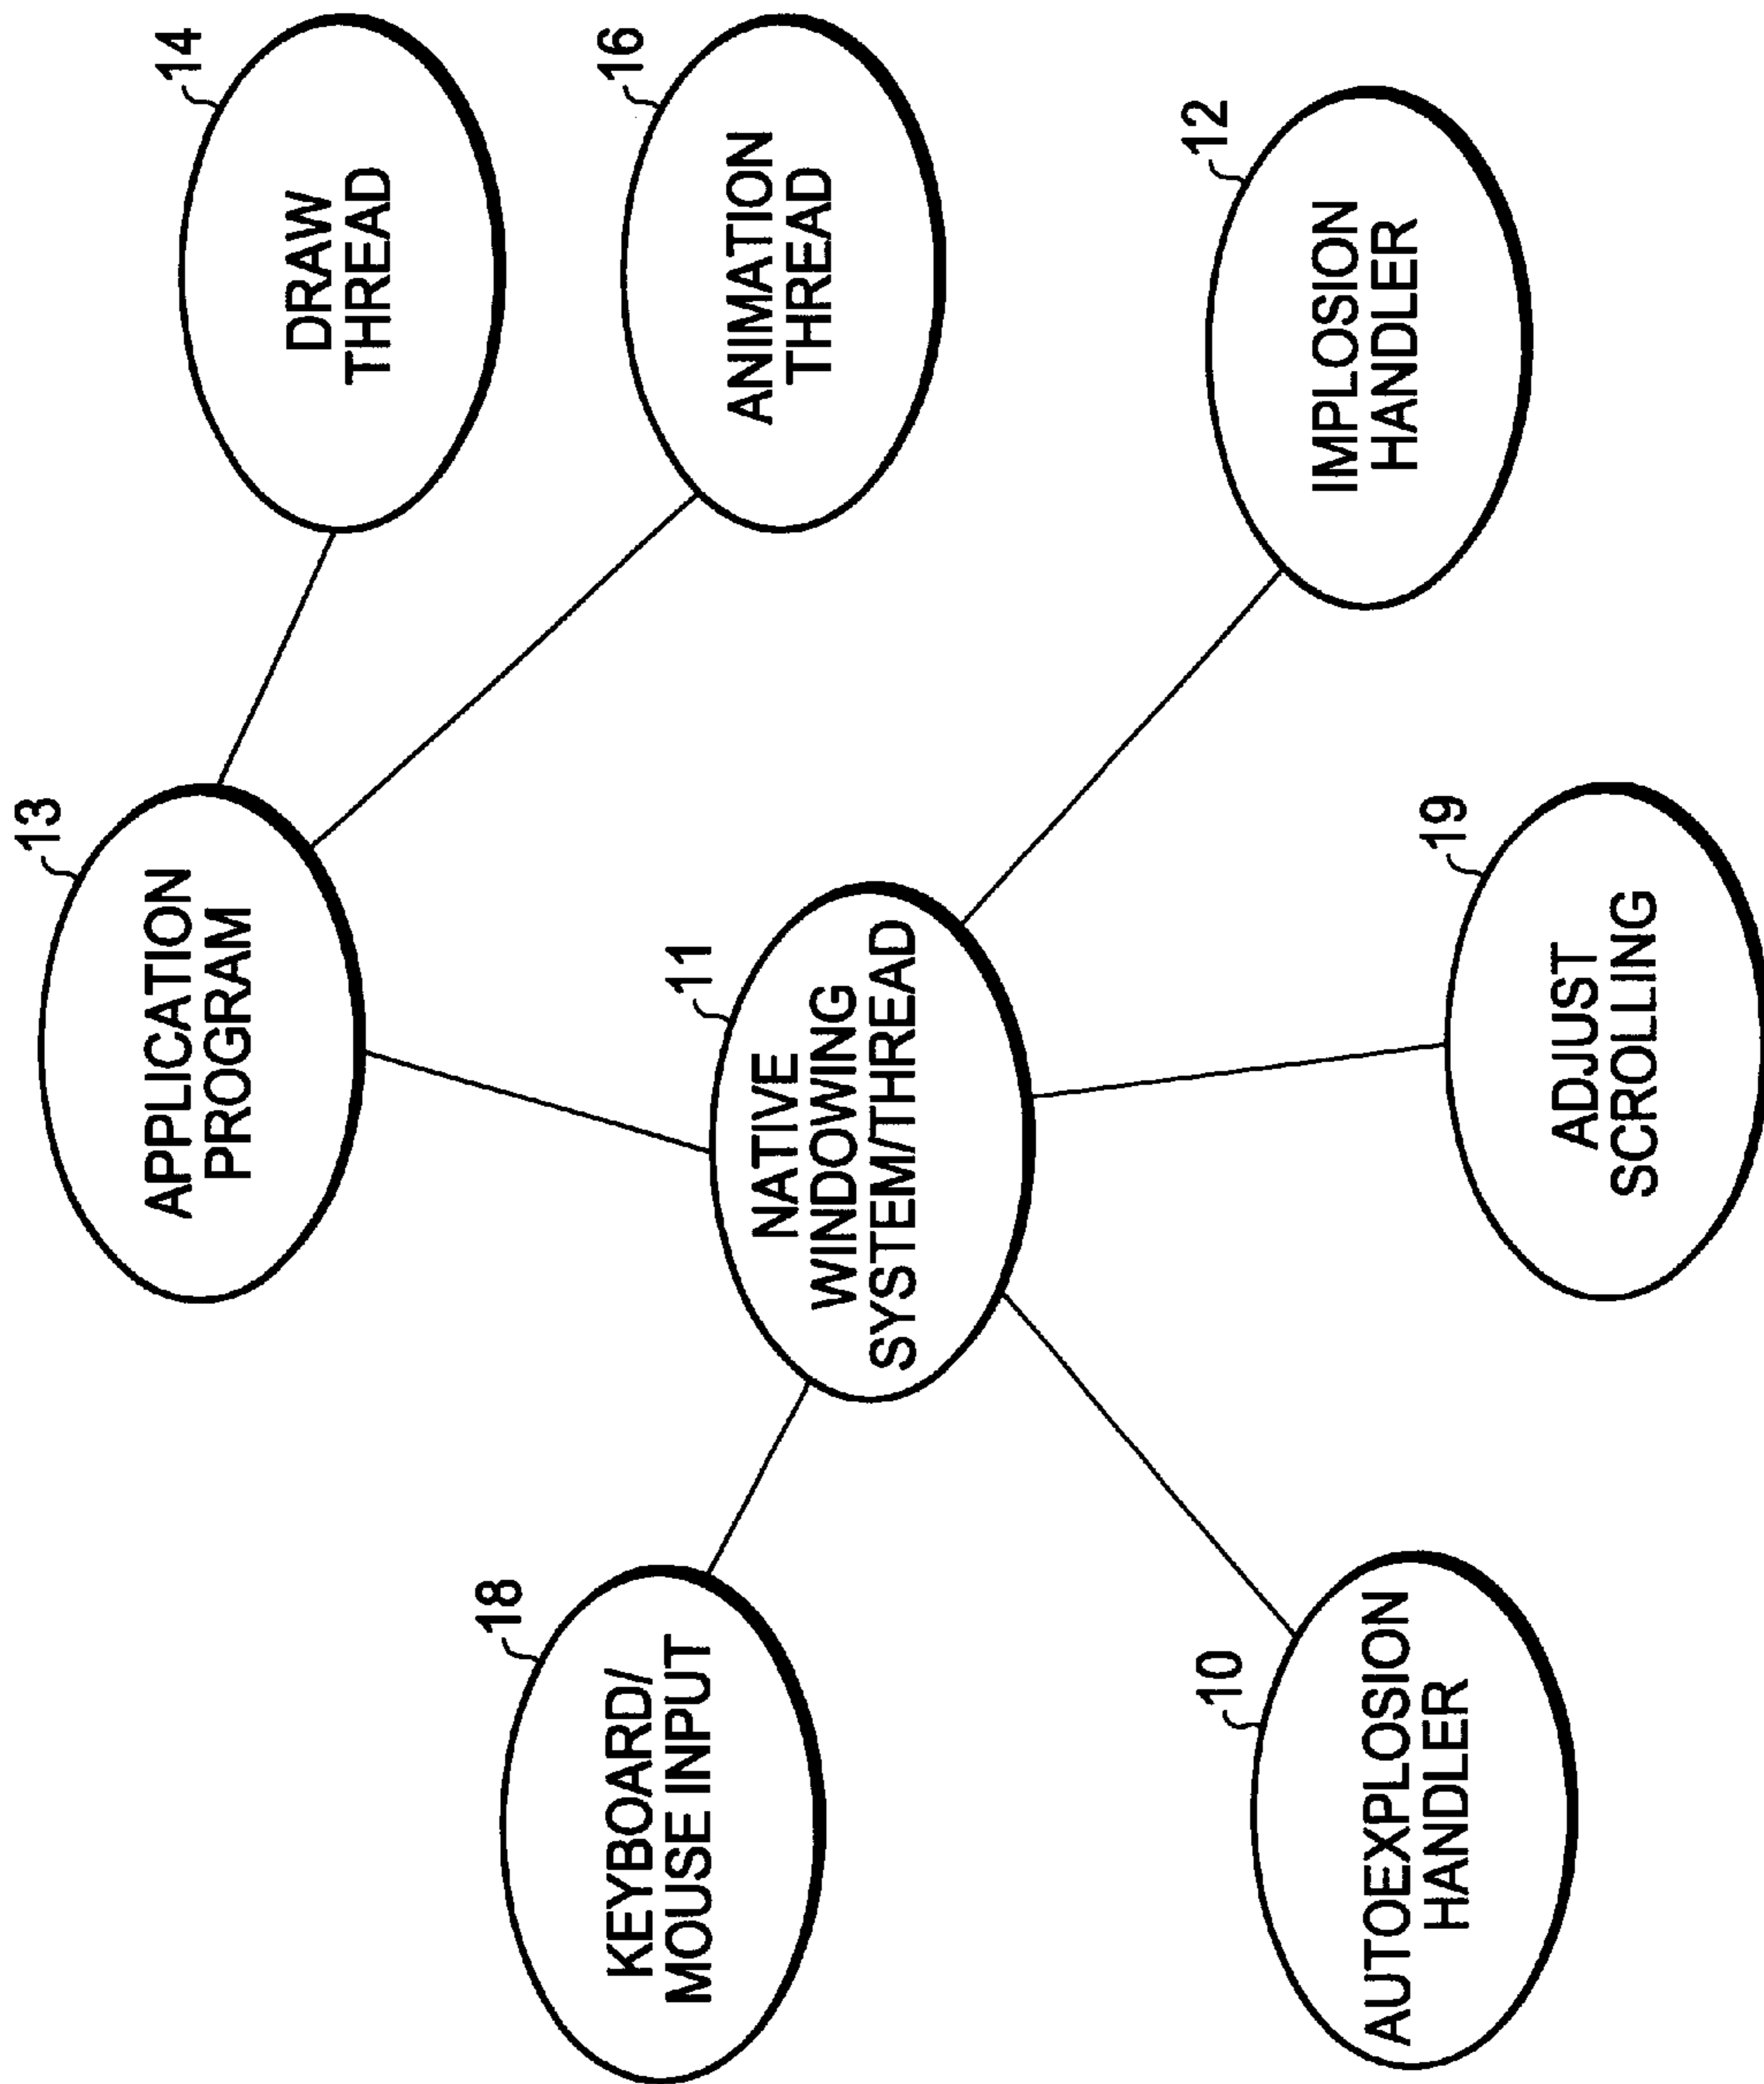 13
APPLICATION
PROGRAM
14
DRAW
THREAD
16
ANIMATION
THREAD
18
KEYBOARD/
MOUSE INPUT
11
NATIVE
WINDOWING
SYSTEM/THREAD
12
IMPLOSION
HANDLER
10
AUTOEXPLOSION
HANDLER
19
ADJUST
SCROLLING